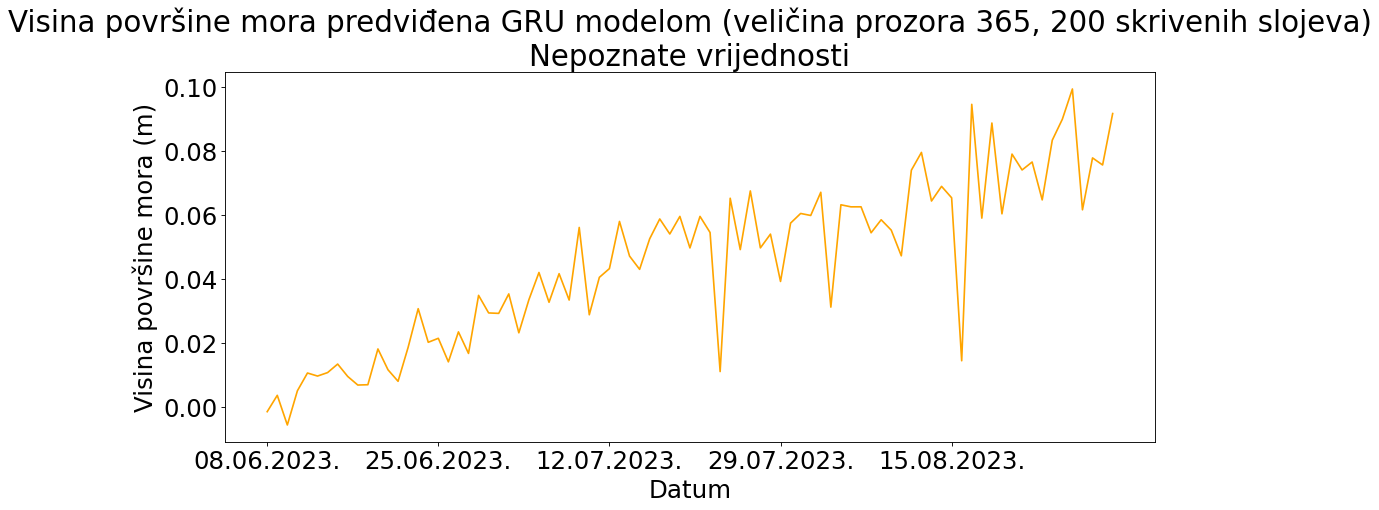 Visina površine mora predviđena GRU modelom (veličina prozora 365, 200 skrivenih slojeva)
Nepoznate vrijednosti
Visina površine mora (m)
0.10
0.08
0.06
0.04
0.02
0.00
08.06.2023. 25.06.2023. 12.07.2023. 29.07.2023. 15.08.2023.
Datum